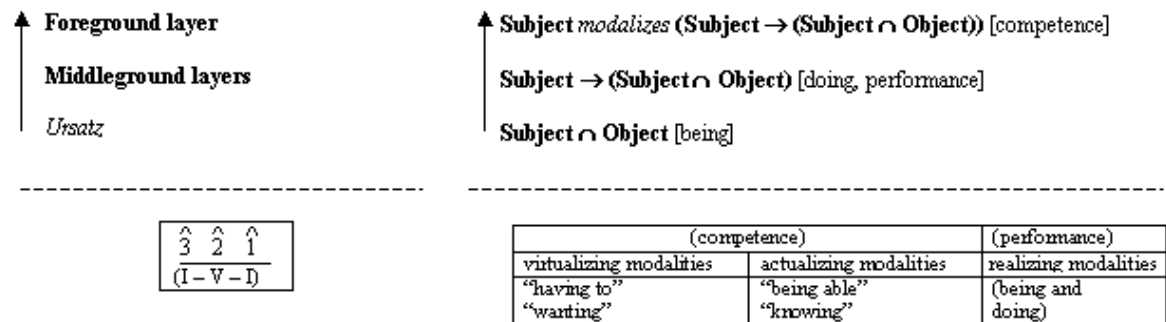 Foreground layer
Middleground layers
Ursatz
Subject modalizes (Subject → (Subject ∩ Object)) [competence]
Subject → (Subject ∩ Object) [doing, performance]
Subject ∩ Object [being]
3̂ 2̂ 1̂
(I – V – I)
(competence) (performance)
virtualizing modalities actualizing modalities realizing modalities
“having to” “being able” (being and
“wanting” “knowing” doing)